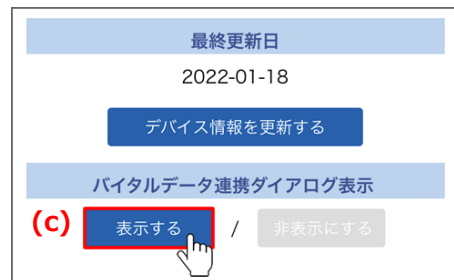 最終更新日
2022-01-18
デバイス情報を更新する
バイタルデータ連携ダイアログ表示
(c) 表示する / 非表示にする